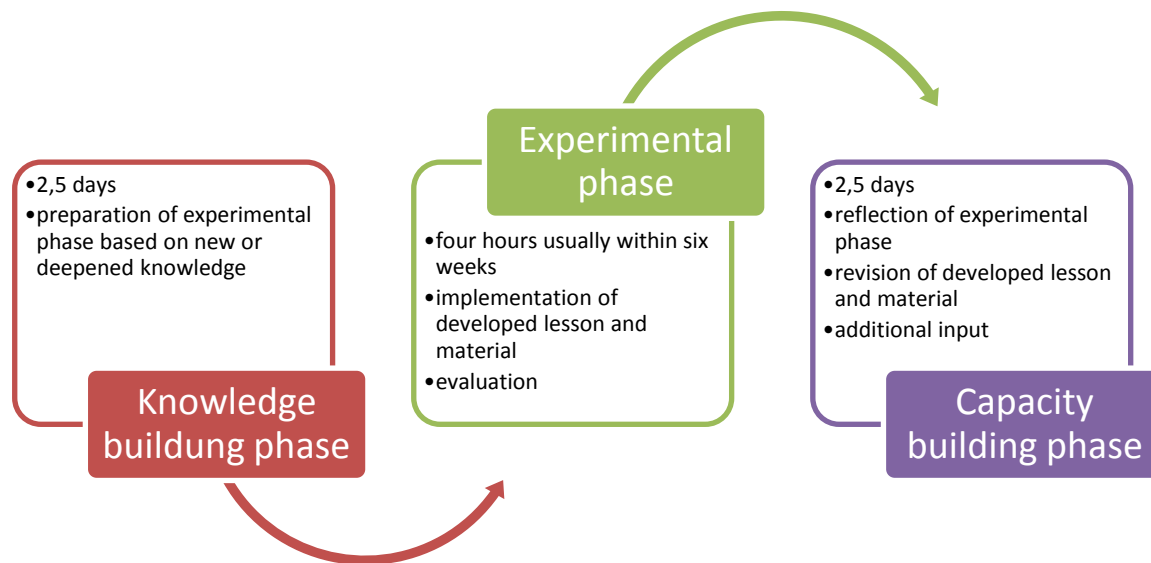 •2,5 days
•preparation of experimental
phase based on new or
deepened knowledge
Knowledge
buildung phase
Experimental
phase
•four hours usually within six
weeks
•implementation of
developed lesson and
material
•evaluation
•2,5 days
•reflection of experimental
phase
•revision of developed lesson
and material
•additional input
Capacity
building phase